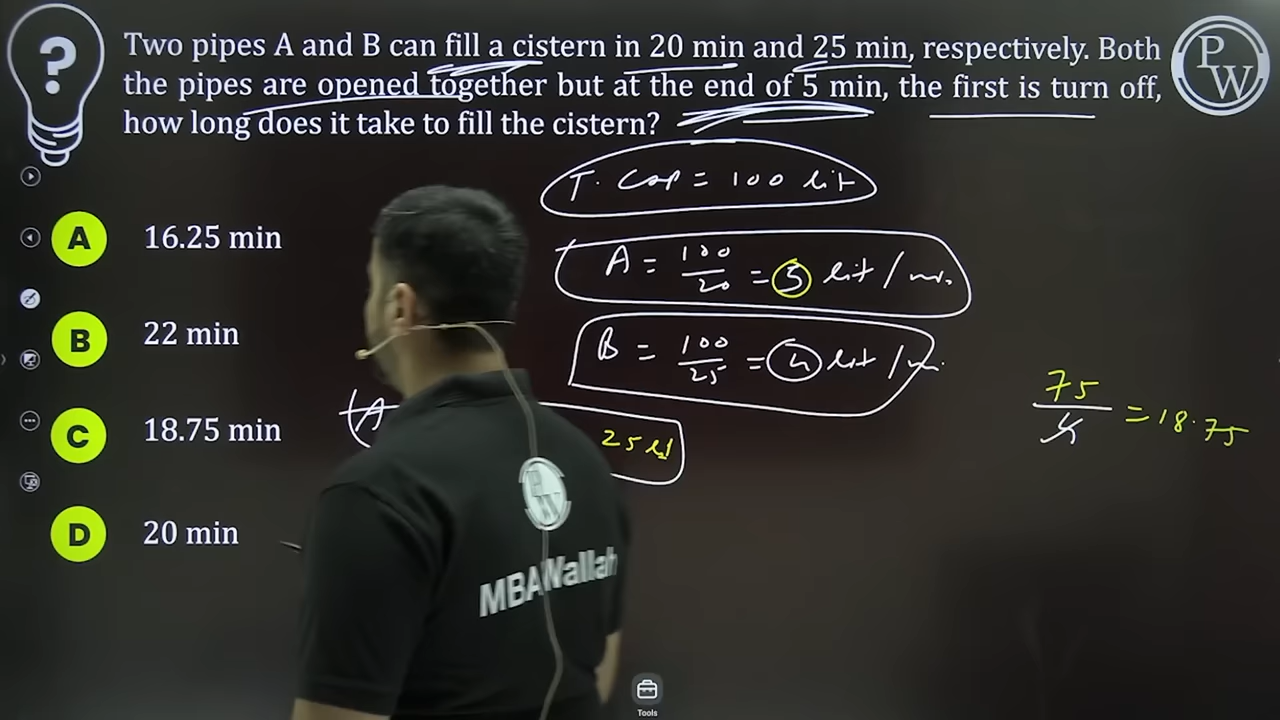 Two pipes A and B can fill a cistern in 20 min and 25 min, respectively. Both
the pipes are opened together but at the end of 5 min, the first is turn off,
how long does it take to fill the cistern?
P
W
T. Cap = 100 lit
A 16.25 min
A = 100/20 = 5 lit / min.
B 22 min
B = 100/25 = 4 lit / m.
75/4 = 18.75
(A
C 18.75 min
25 lit
PW
D 20 min
MBA Wallah
Tools